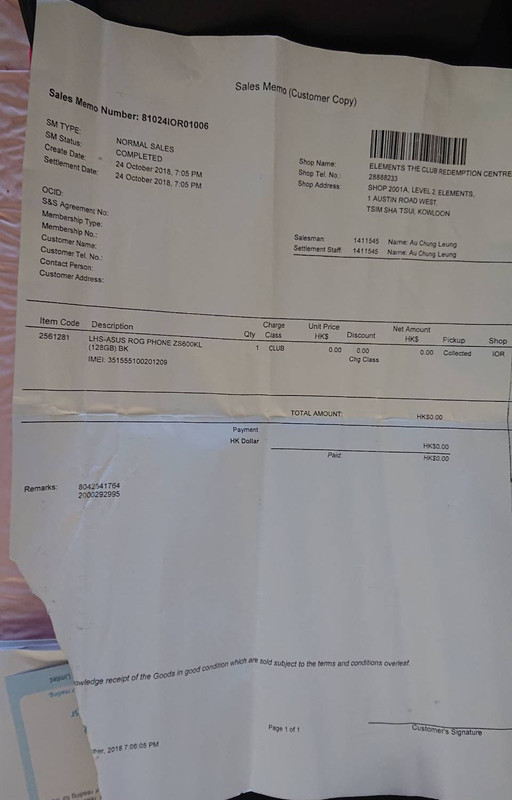 Sales Memo (Customer Copy)
Sales Memo Number: 81024IOR01006
SM TYPE: NORMAL SALES
SM Status: COMPLETED
Create Date: 24 October 2018, 7:05 PM
Settlement Date: 24 October 2018, 7:05 PM
Shop Name: ELEMENTS THE CLUB REDEMPTION CENTRE
Shop Tel. No.: 28888233
Shop Address: SHOP 2001A, LEVEL 2, ELEMENTS,
1 AUSTIN ROAD WEST,
TSIM SHA TSUI, KOWLOON
OCID:
S&S Agreement No:
Membership Type:
Membership No.:
Customer Name:
Customer Tel. No.:
Contact Person:
Customer Address:
Salesman 1411545 Name: Au Chung Leung
Settlement Staff: 1411545 Name: Au Chung Leung
Item Code Description Qty Charge Class Unit Price HK$ Discount Net Amount HK$ Pickup Shop
2561281 LHS-ASUS ROG PHONE ZS600KL 1 CLUB 0.00 0.00 0.00 Collected IOR
(128GB) BK Chg Class
IMEI: 351555100201209
TOTAL AMOUNT: HK$0.00
Payment
HK Dollar HK$0.00
Paid: HK$0.00
Remarks: 8042541764
2000292995
wledge receipt of the Goods in good condition which are sold subject to the terms and conditions overleaf.
ber, 2018 7:06:05 PM
Page 1 of 1
Customer's Signature